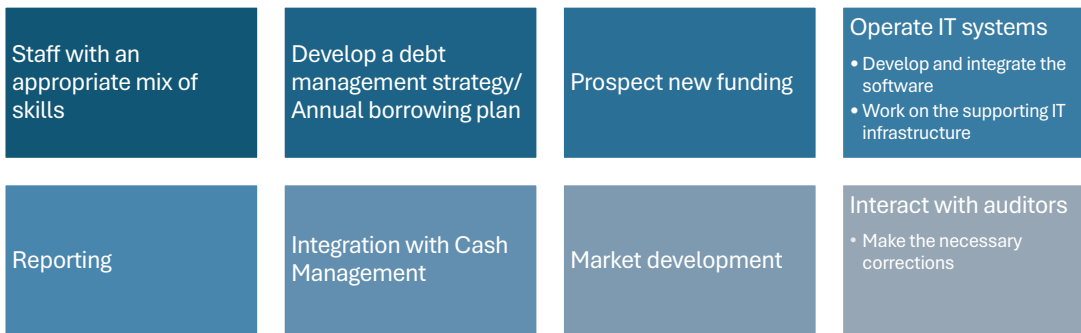 Staff with an
appropriate mix of
skills
Develop a debt
management strategy/
Annual borrowing plan
Prospect new funding
Operate IT systems
• Develop and integrate the
software
• Work on the supporting IT
infrastructure
Reporting
Integration with Cash
Management
Market development
Interact with auditors
• Make the necessary
corrections